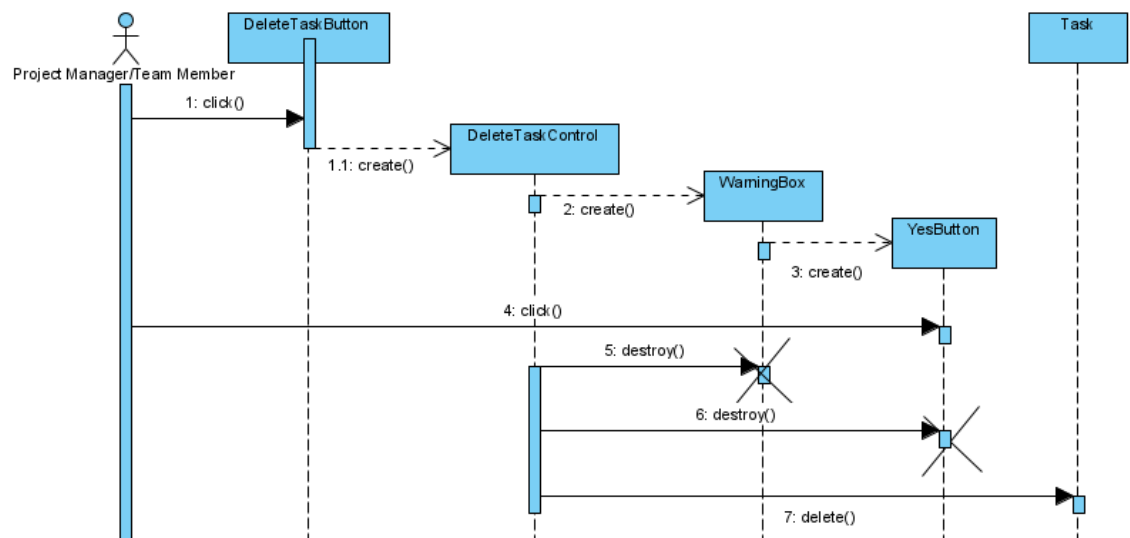 DeleteTaskButton
Task
Project Manager/Team Member
1: click()
DeleteTaskControl
1.1: create()
WarningBox
2: create()
YesButton
3: create()
4: click()
5: destroy()
6: destroy()
7: delete()